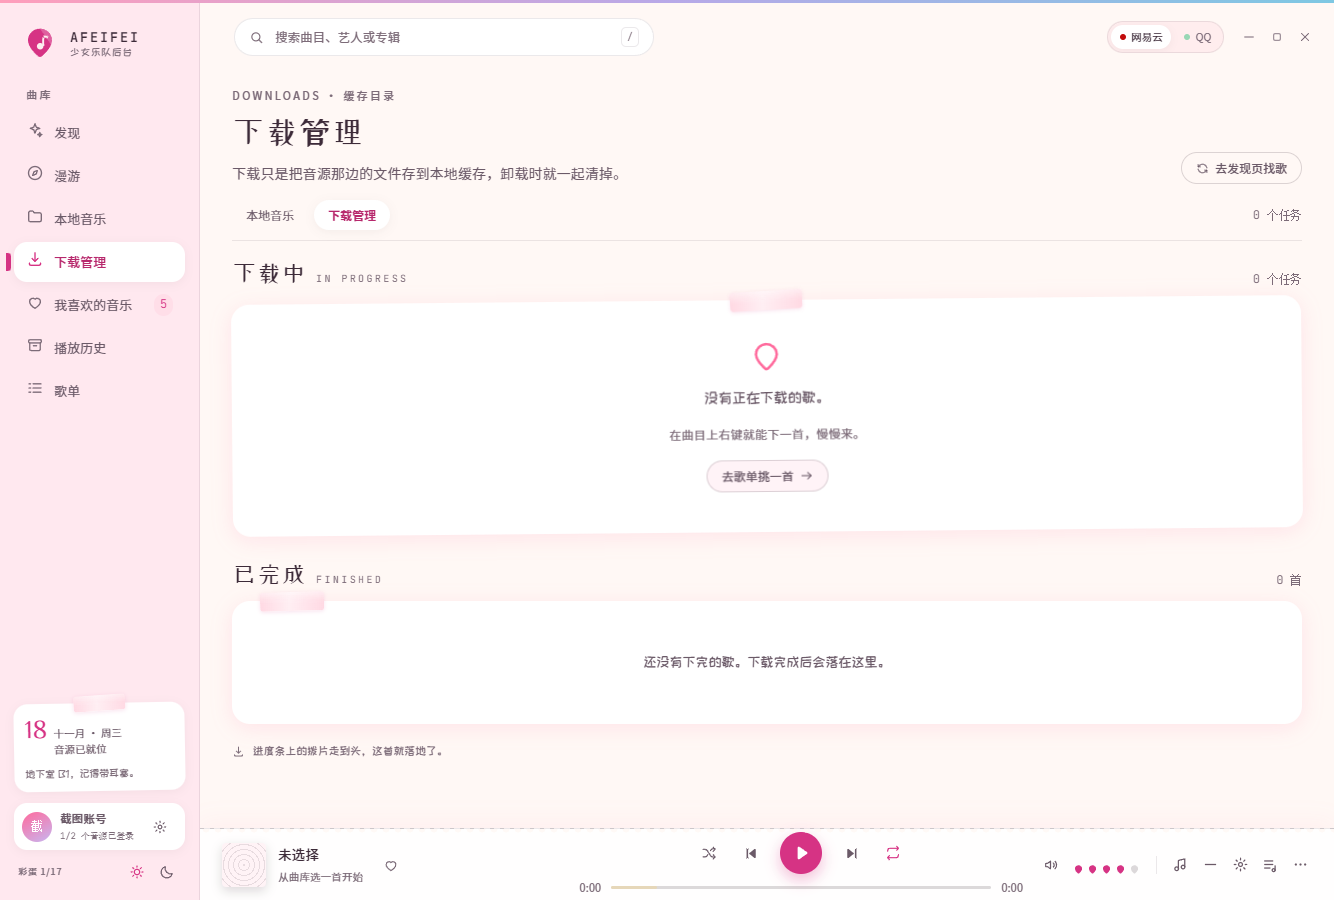 AFEIFEI
少女乐队后台
搜索曲目、艺人或专辑
/
网易云
QQ
曲库
发现
漫游
本地音乐
下载管理
我喜欢的音乐
5
播放历史
歌单
DOWNLOADS • 缓存目录
下载管理
下载只是把音源那边的文件存到本地缓存，卸载时就一起清掉。
去发现页找歌
本地音乐
下载管理
0 个任务
下载中 IN PROGRESS
0 个任务
没有正在下载的歌。
在曲目上右键就能下一首，慢慢来。
去歌单挑一首
已完成 FINISHED
0 首
还没有下完的歌。下载完成后会落在这里。
进度条上的拨片走到头，这首就落地了。
18
十一月 • 周三
音源已就位
地下室 B1，记得带耳塞。
截
截图账号
1/2 个音源已登录
彩蛋 1/17
未选择
从曲库选一首开始
0:00
0:00